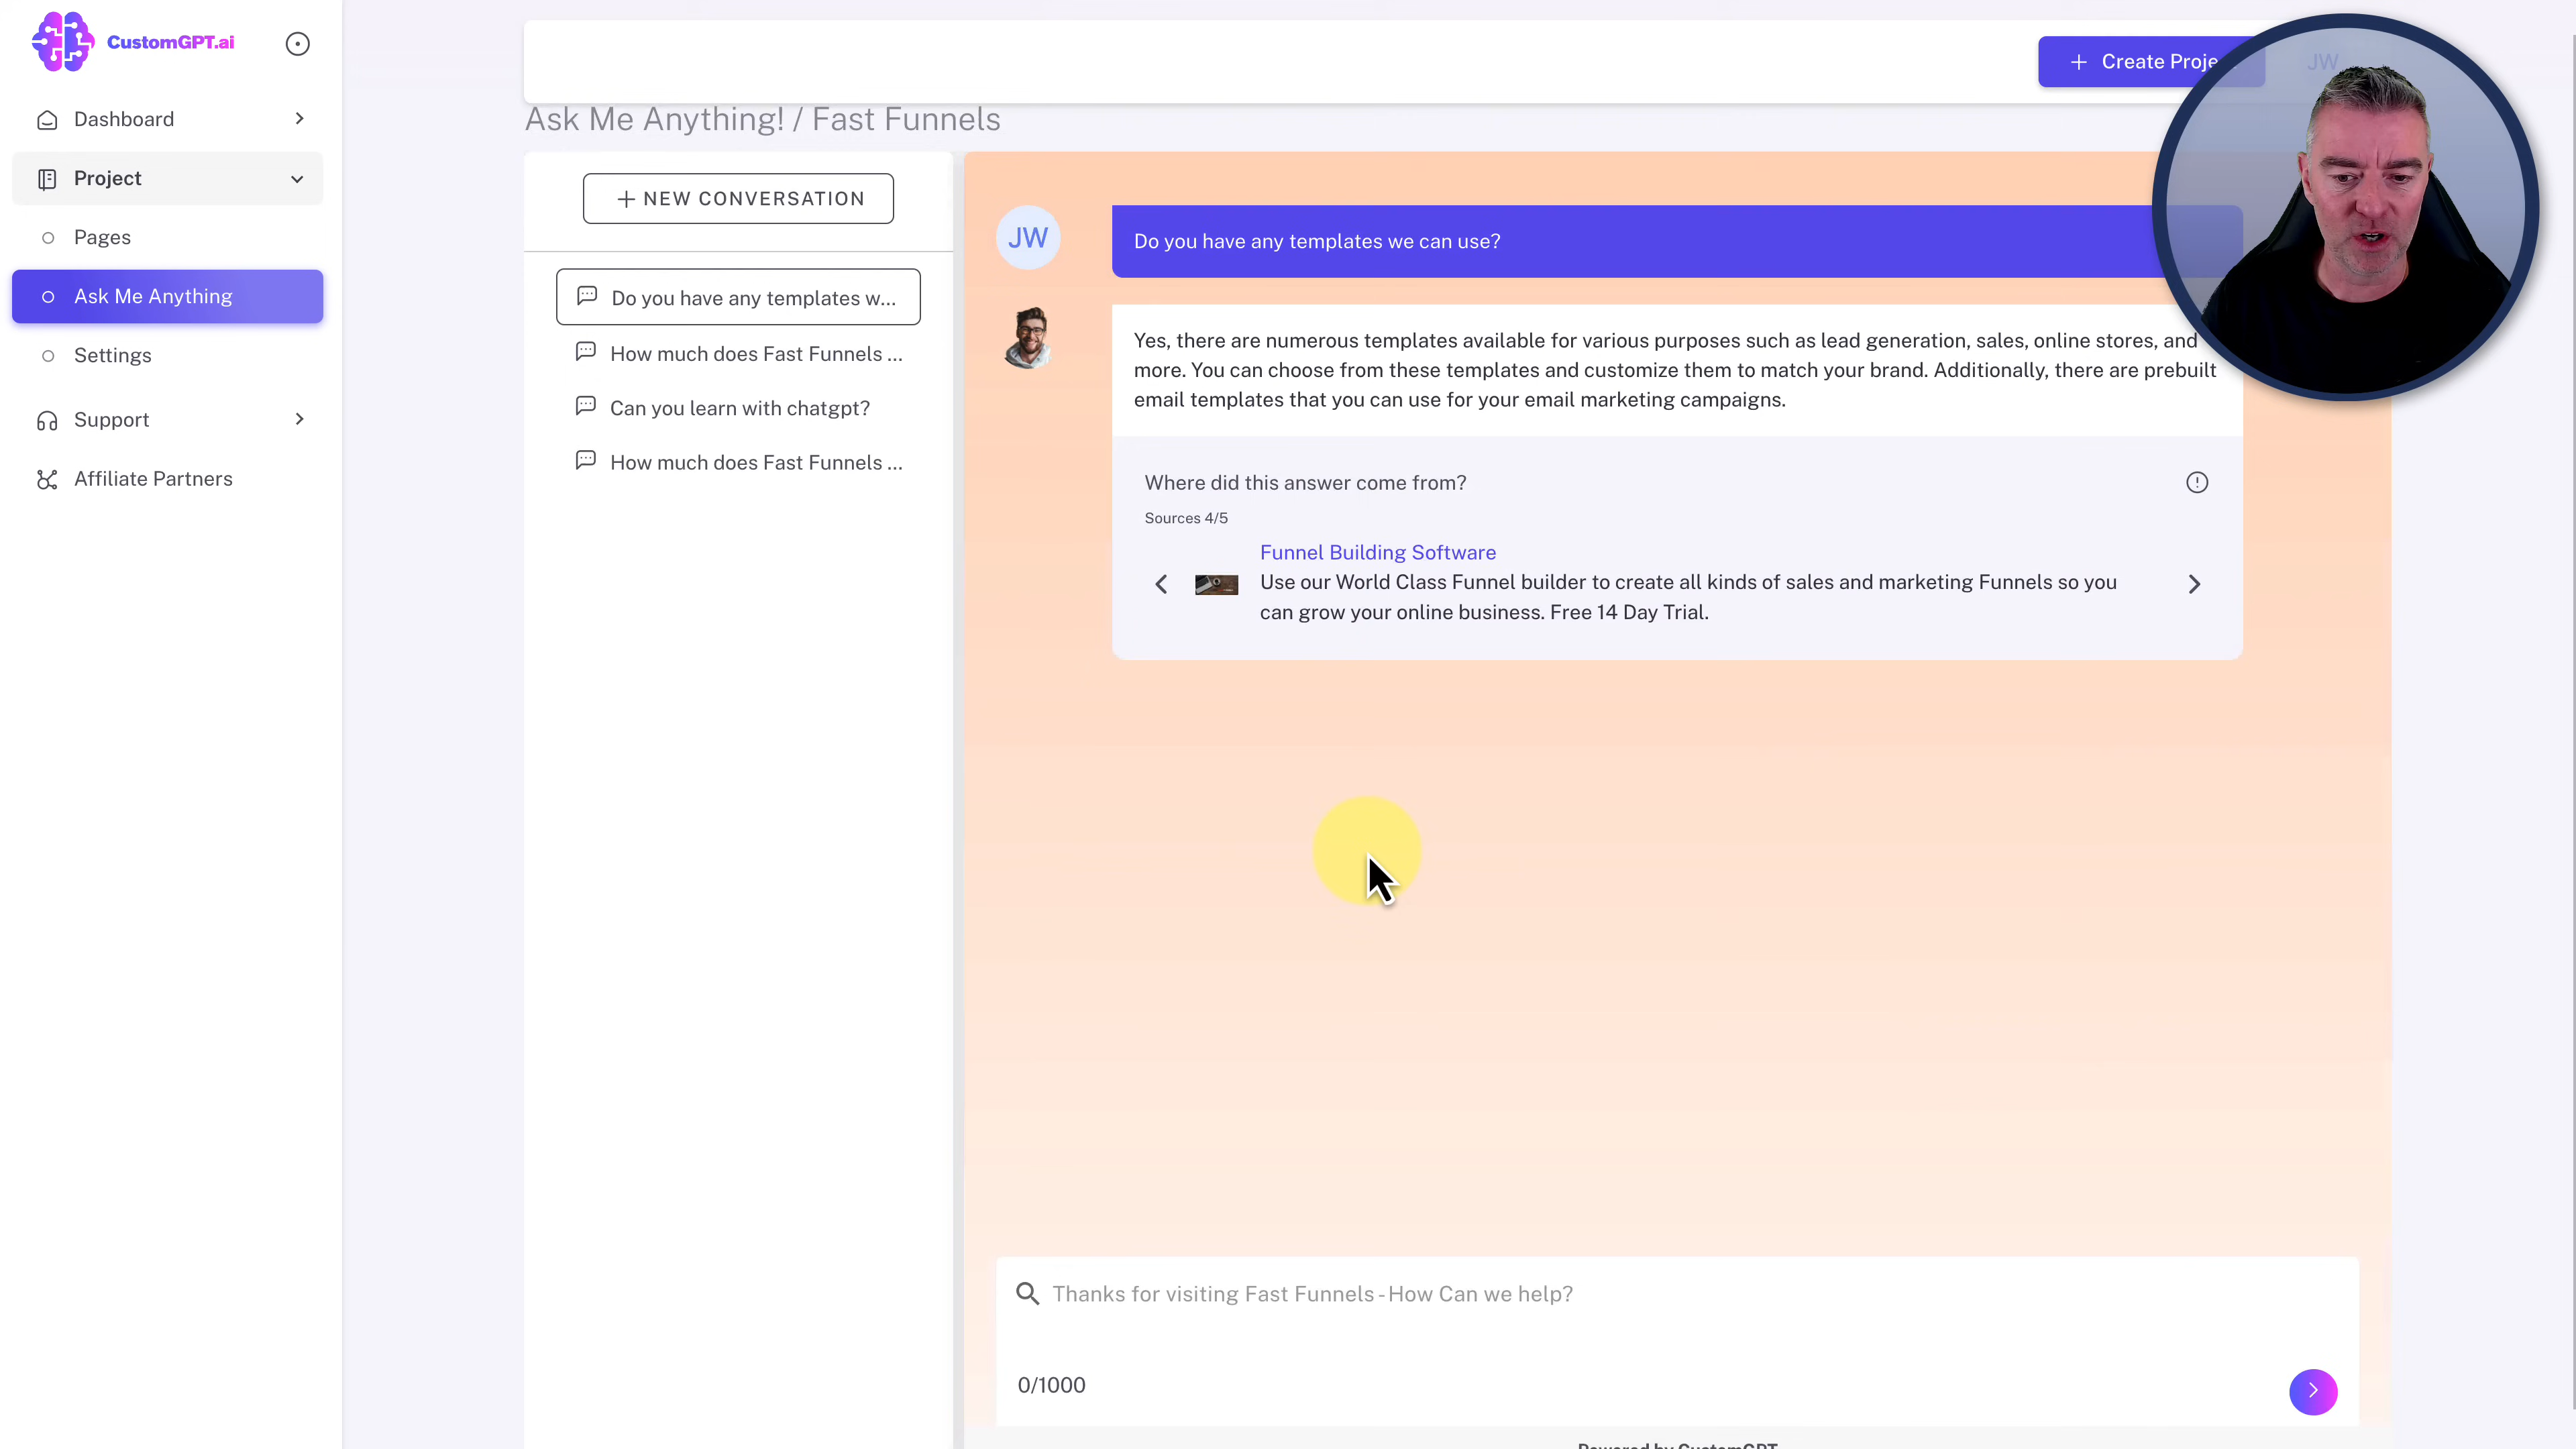 CustomGPT.ai
Dashboard
Project
Pages
Ask Me Anything
Settings
Support
Affiliate Partners
+ Create Proje
JW
Ask Me Anything! / Fast Funnels
+ NEW CONVERSATION
Do you have any templates w...
How much does Fast Funnels ...
Can you learn with chatgpt?
How much does Fast Funnels ...
JW
Do you have any templates we can use?
Yes, there are numerous templates available for various purposes such as lead generation, sales, online stores, and
more. You can choose from these templates and customize them to match your brand. Additionally, there are prebuilt
email templates that you can use for your email marketing campaigns.
Where did this answer come from?
Sources 4/5
Funnel Building Software
Use our World Class Funnel builder to create all kinds of sales and marketing Funnels so you
can grow your online business. Free 14 Day Trial.
Thanks for visiting Fast Funnels - How Can we help?
0/1000
Powered by CustomGPT